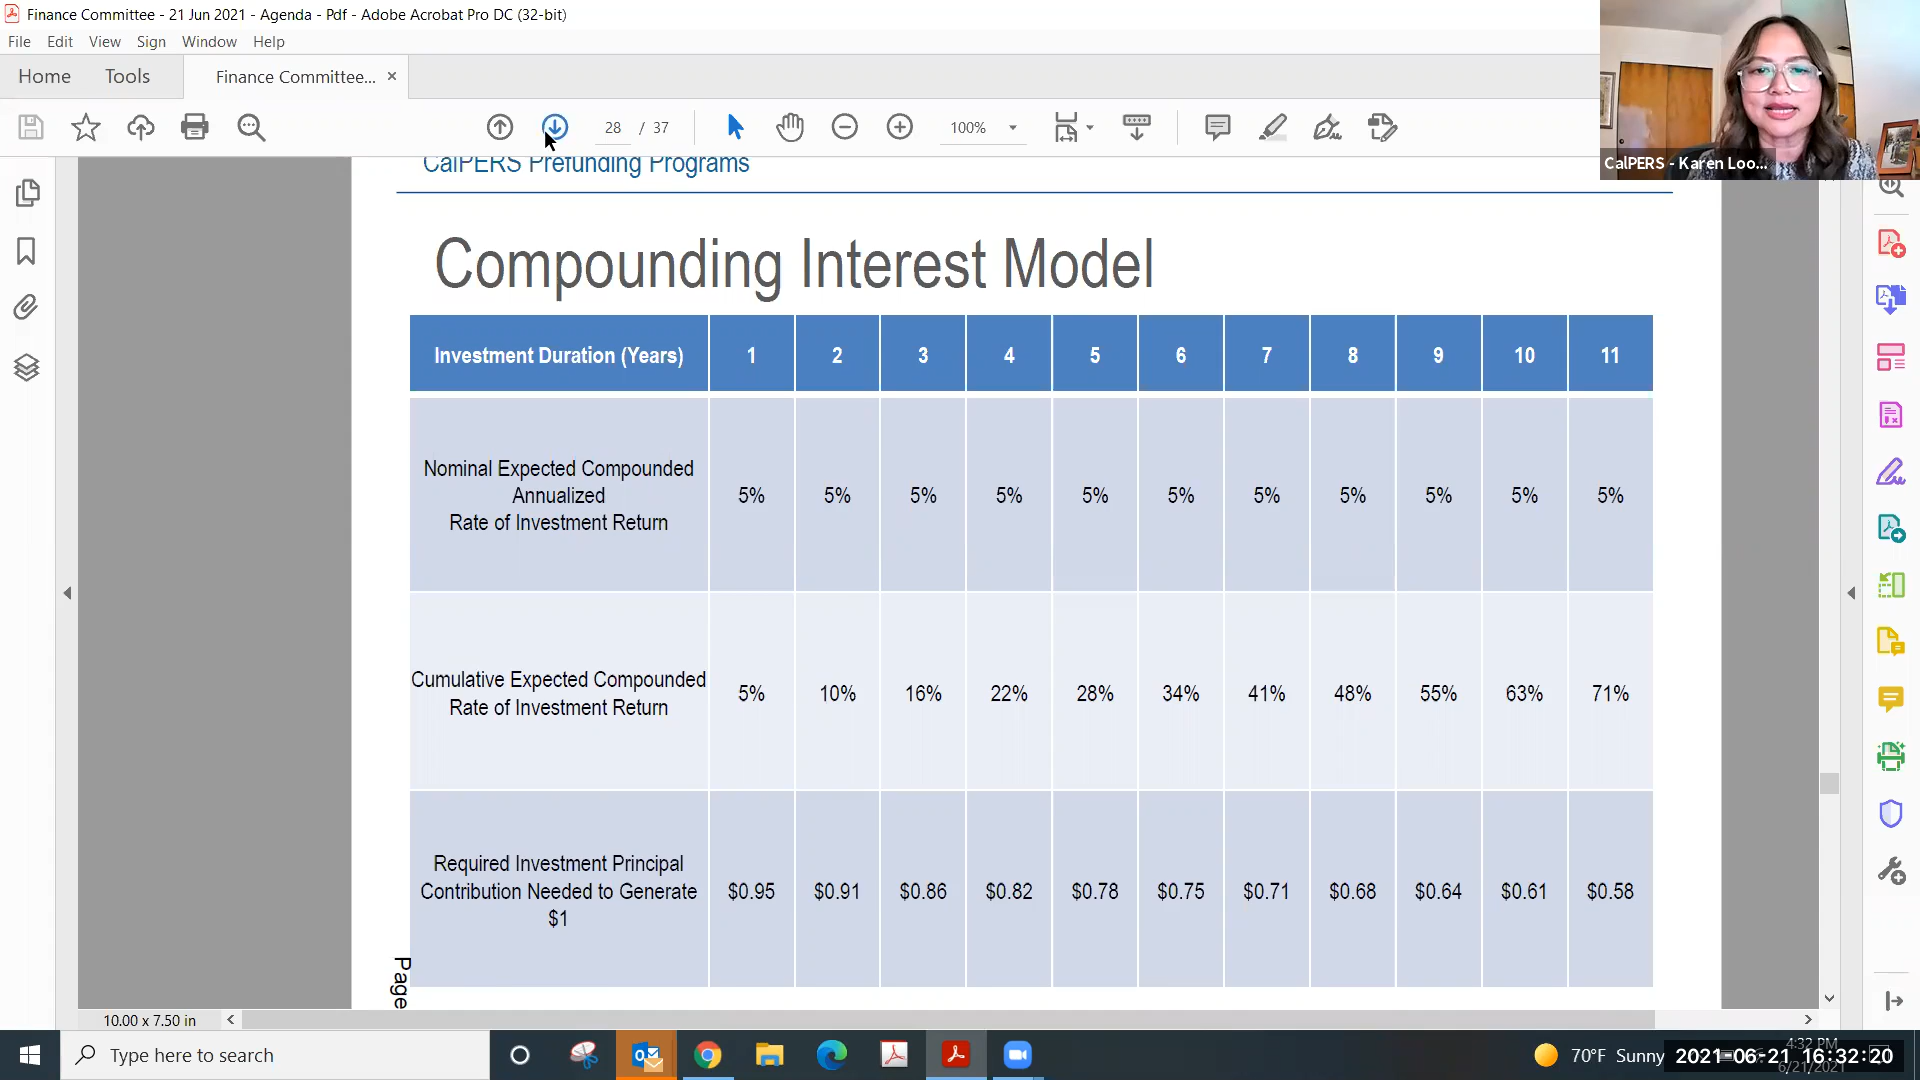 Finance Committee - 21 Jun 2021 - Agenda - Pdf - Adobe Acrobat Pro DC (32-bit)
File Edit View Sign Window Help
Home Tools Finance Committee... ×
28 / 37 100%
CalPERS - Karen Loo...
CalPERS Prefunding Programs
Compounding Interest Model
Investment Duration (Years) 1 2 3 4 5 6 7 8 9 10 11
Nominal Expected Compounded
Annualized
Rate of Investment Return
5% 5% 5% 5% 5% 5% 5% 5% 5% 5% 5%
Cumulative Expected Compounded
Rate of Investment Return
5% 10% 16% 22% 28% 34% 41% 48% 55% 63% 71%
Required Investment Principal
Contribution Needed to Generate
$1
$0.95 $0.91 $0.86 $0.82 $0.78 $0.75 $0.71 $0.68 $0.64 $0.61 $0.58
Page
10.00 x 7.50 in
Type here to search
70°F Sunny
4:32 PM
2021-06-21 16:32:20
6/21/2021